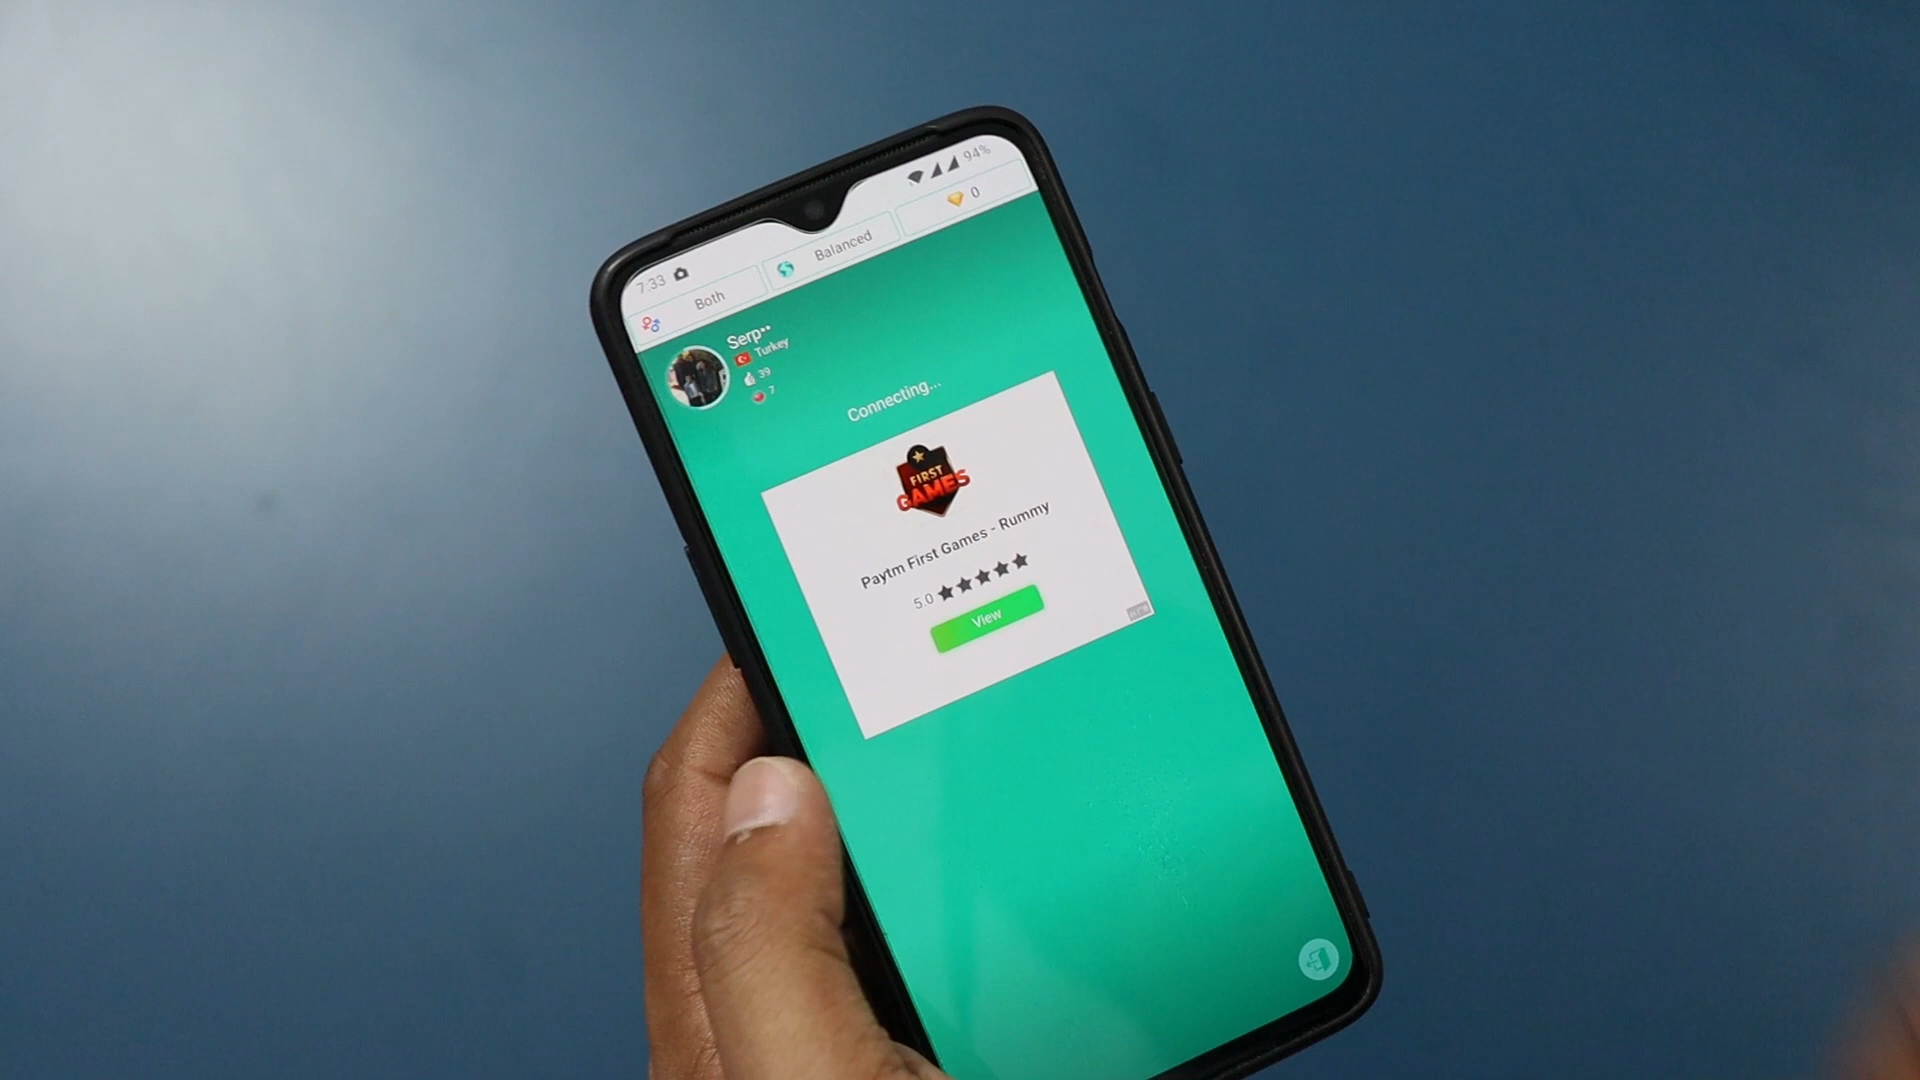 7:33
94%
Both
Balanced
0
Serp••
Turkey
39
7
Connecting...
FIRST
GAMES
Paytm First Games - Rummy
5.0
View